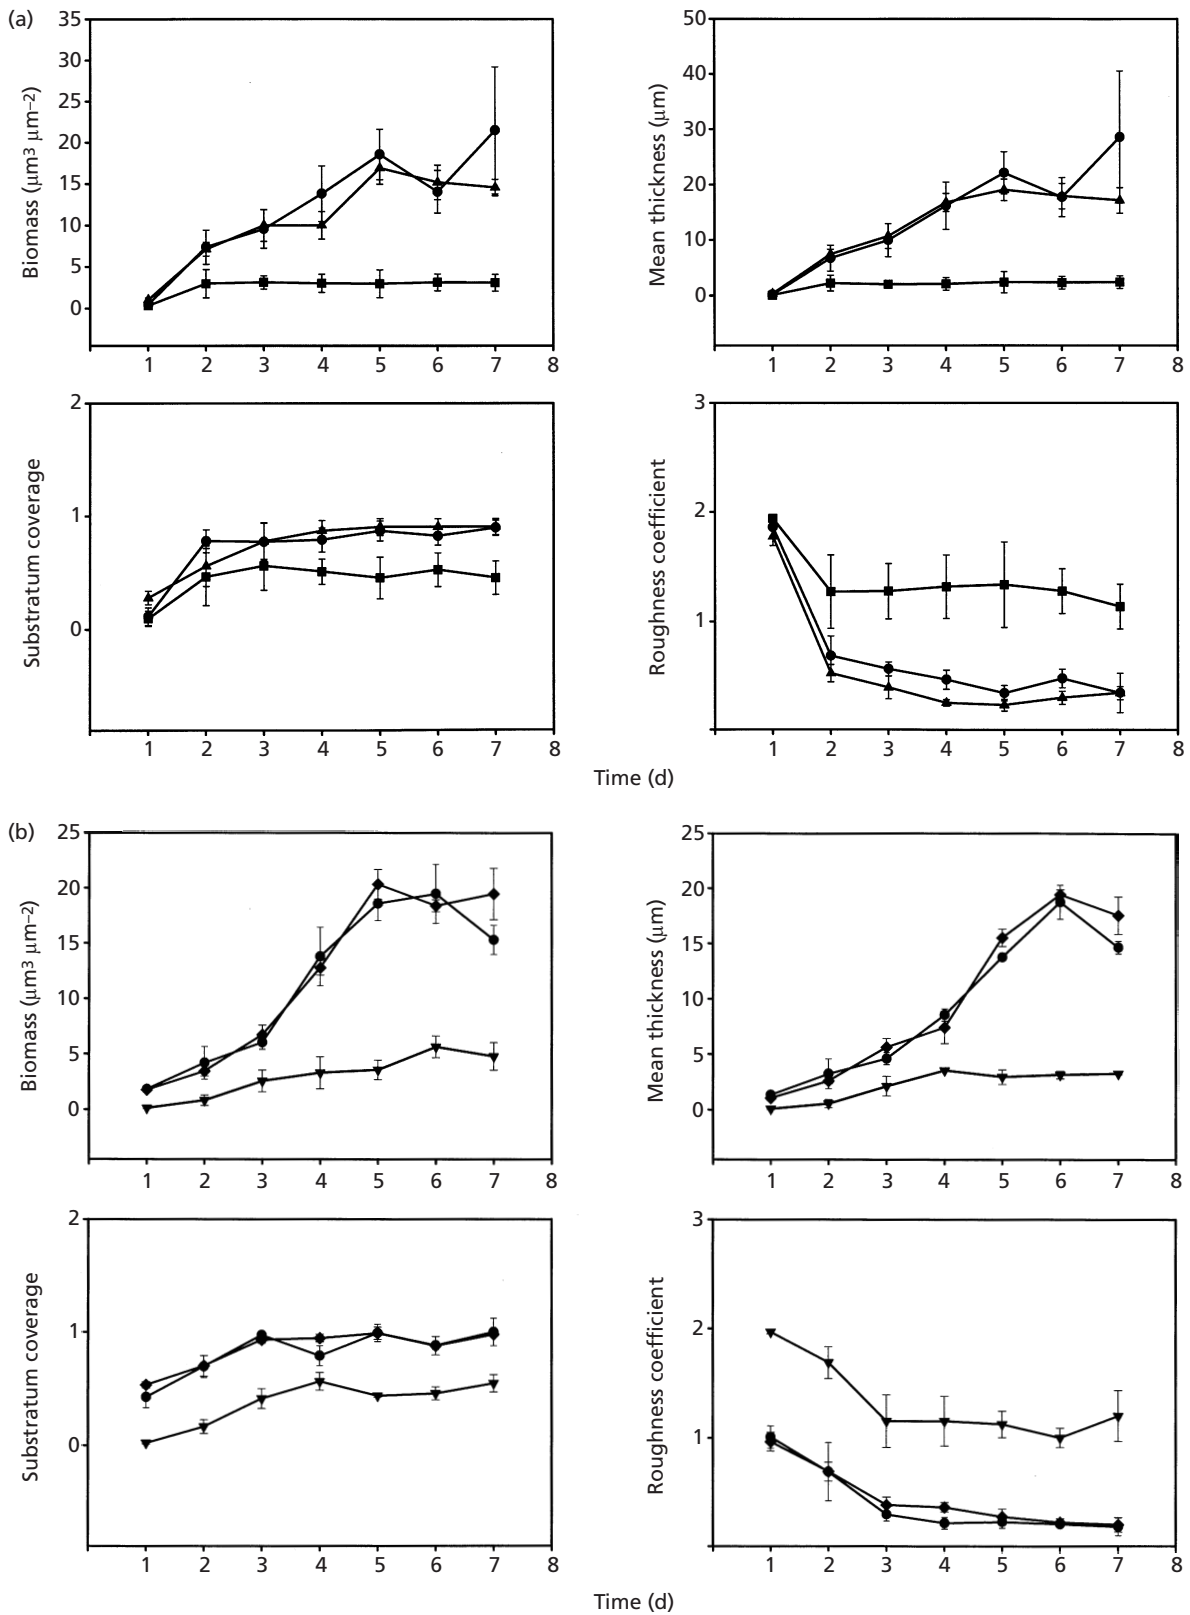 (a)
35
30
25
20
15
10
5
0
Biomass (μm³ μm⁻²)
1 2 3 4 5 6 7 8
50
40
30
20
10
0
Mean thickness (μm)
1 2 3 4 5 6 7 8
2
1
0
Substratum coverage
1 2 3 4 5 6 7 8
3
2
1
Roughness coefficient
1 2 3 4 5 6 7 8
Time (d)
(b)
25
20
15
10
5
0
Biomass (μm³ μm⁻²)
1 2 3 4 5 6 7 8
25
20
15
10
5
0
Mean thickness (μm)
1 2 3 4 5 6 7 8
2
1
0
Substratum coverage
1 2 3 4 5 6 7 8
3
2
1
Roughness coefficient
1 2 3 4 5 6 7 8
Time (d)